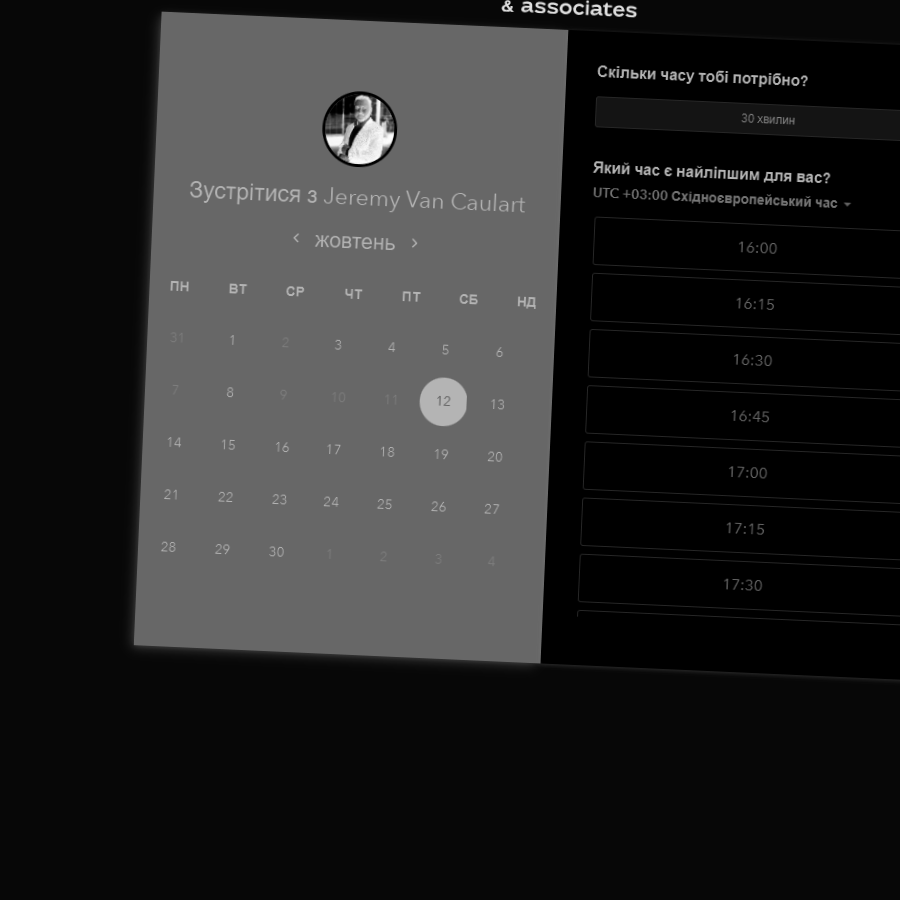 & associates
Зустрітися з Jeremy Van Caulart
жовтень
ПН ВТ СР ЧТ ПТ СБ НД
31 1 2 3 4 5 6
7 8 9 10 11 12 13
14 15 16 17 18 19 20
21 22 23 24 25 26 27
28 29 30 1 2 3 4
Скільки часу тобі потрібно?
30 хвилин
Який час є найліпшим для вас?
UTC +03:00 Східноєвропейський час
16:00
16:15
16:30
16:45
17:00
17:15
17:30